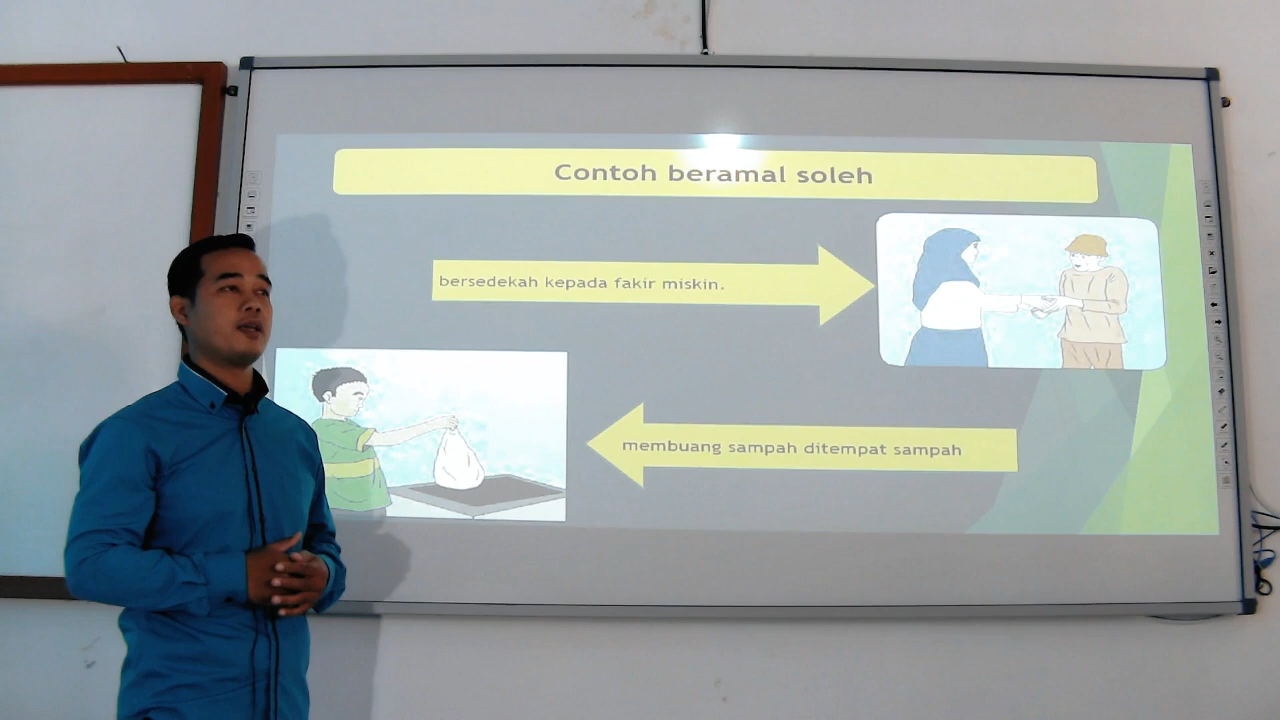 Contoh beramal soleh
bersedekah kepada fakir miskin.
membuang sampah ditempat sampah